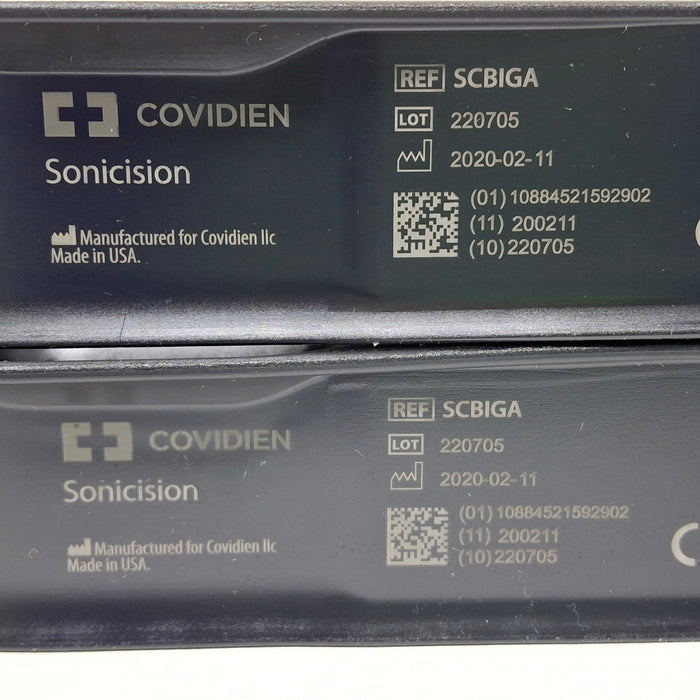 COVIDIEN
Sonicision
Manufactured for Covidien llc
Made in USA.
REF SCBIGA
LOT 220705
2020-02-11
(01) 10884521592902
(11) 200211
(10) 220705
COVIDIEN
Sonicision
Manufactured for Covidien llc
Made in USA.
REF SCBIGA
LOT 220705
2020-02-11
(01) 10884521592902
(11) 200211
(10) 220705